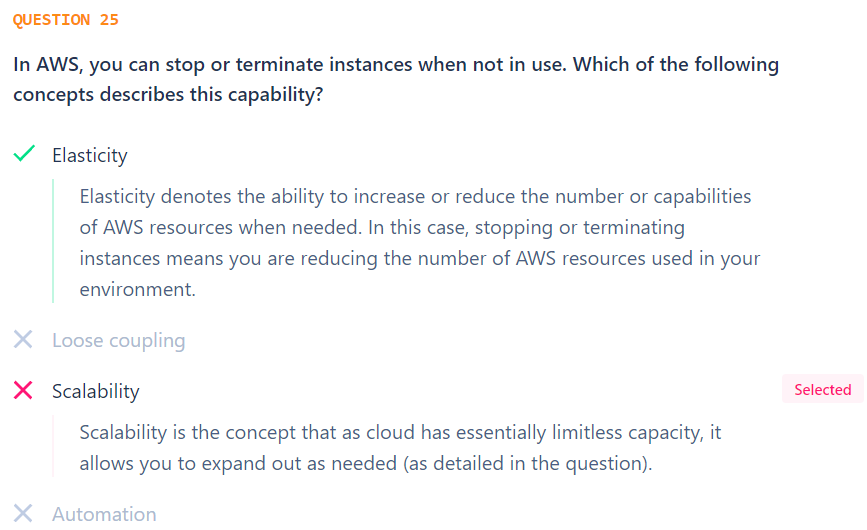 QUESTION 25
In AWS, you can stop or terminate instances when not in use. Which of the following
concepts describes this capability?
Elasticity
Elasticity denotes the ability to increase or reduce the number or capabilities
of AWS resources when needed. In this case, stopping or terminating
instances means you are reducing the number of AWS resources used in your
environment.
Loose coupling
Scalability
Selected
Scalability is the concept that as cloud has essentially limitless capacity, it
allows you to expand out as needed (as detailed in the question).
Automation